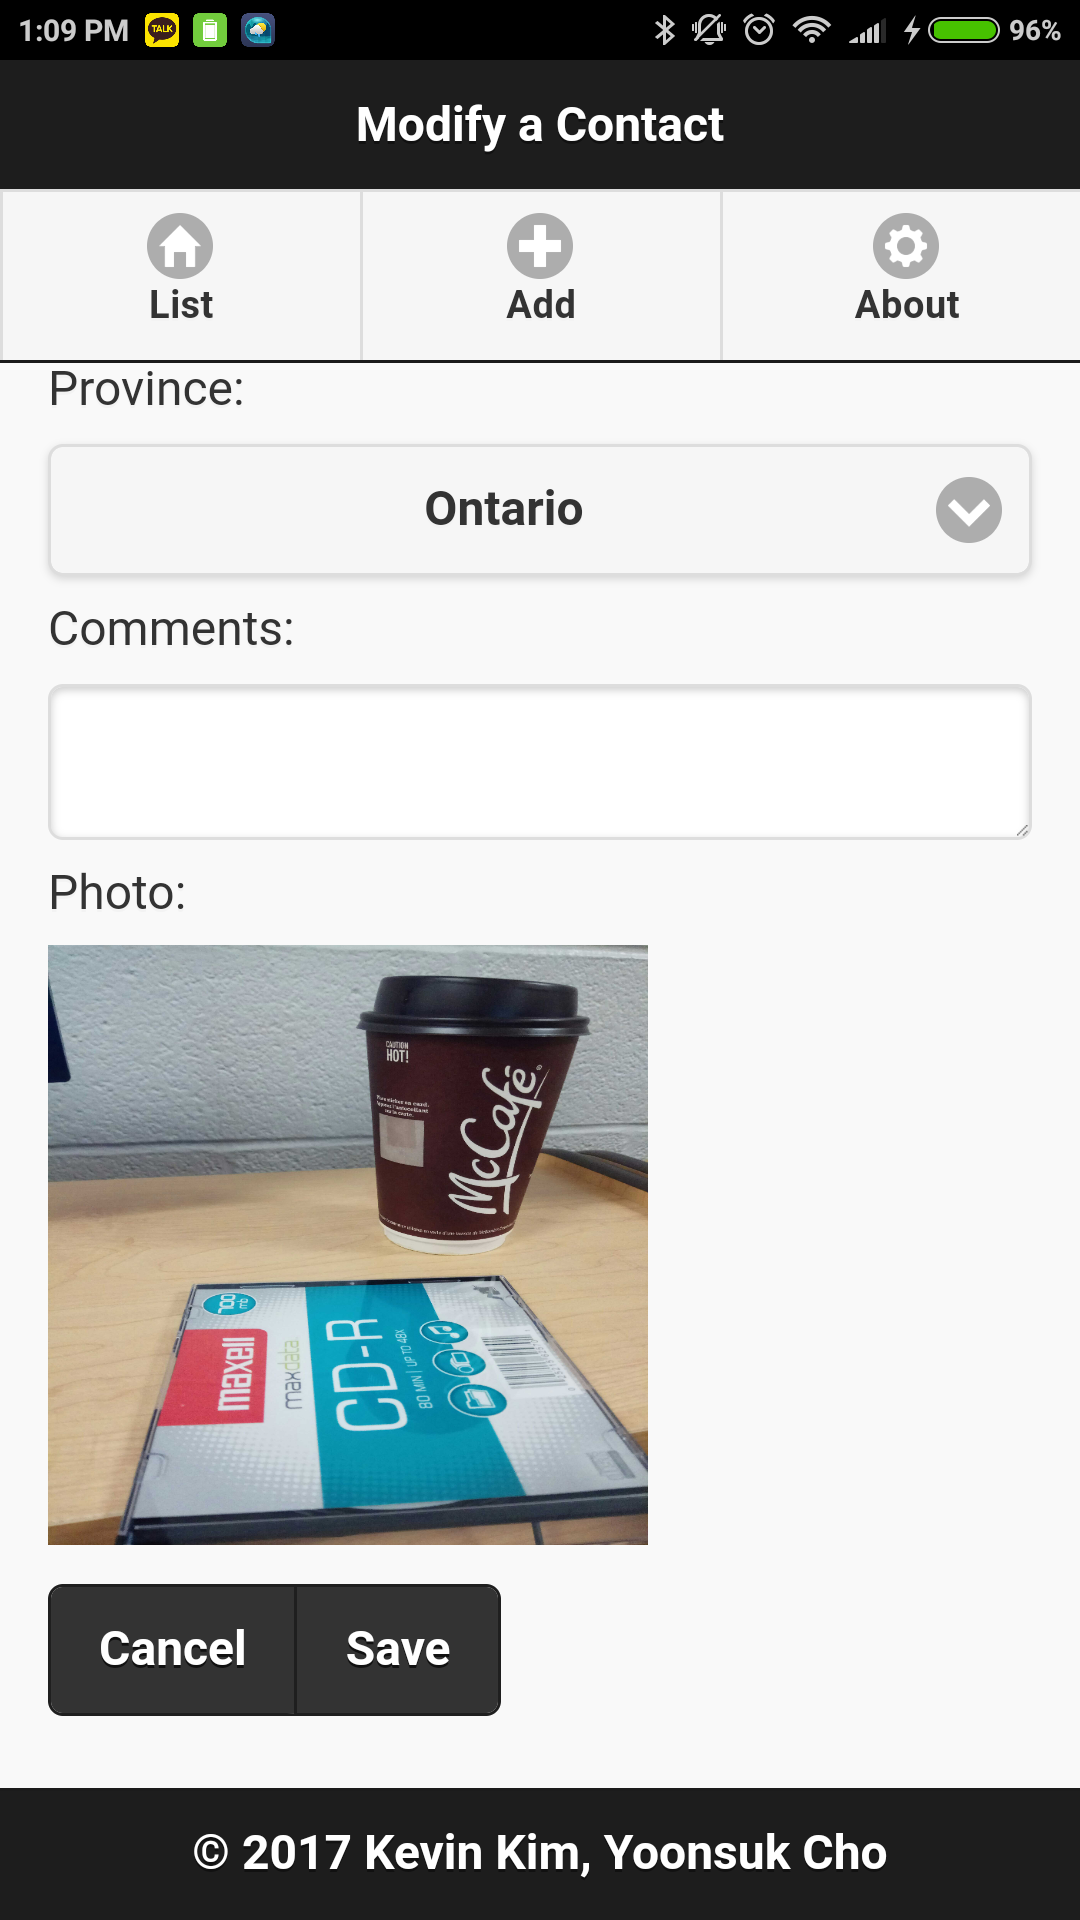 1:09 PM
TALK
96%
Modify a Contact
List
Add
About
Province:
Ontario
Comments:
Photo:
CAUTION
HOT!
McCafé
700
mb
maxell
maxdata
CD-R
80 MIN | UP TO 48X
Cancel
Save
© 2017 Kevin Kim, Yoonsuk Cho